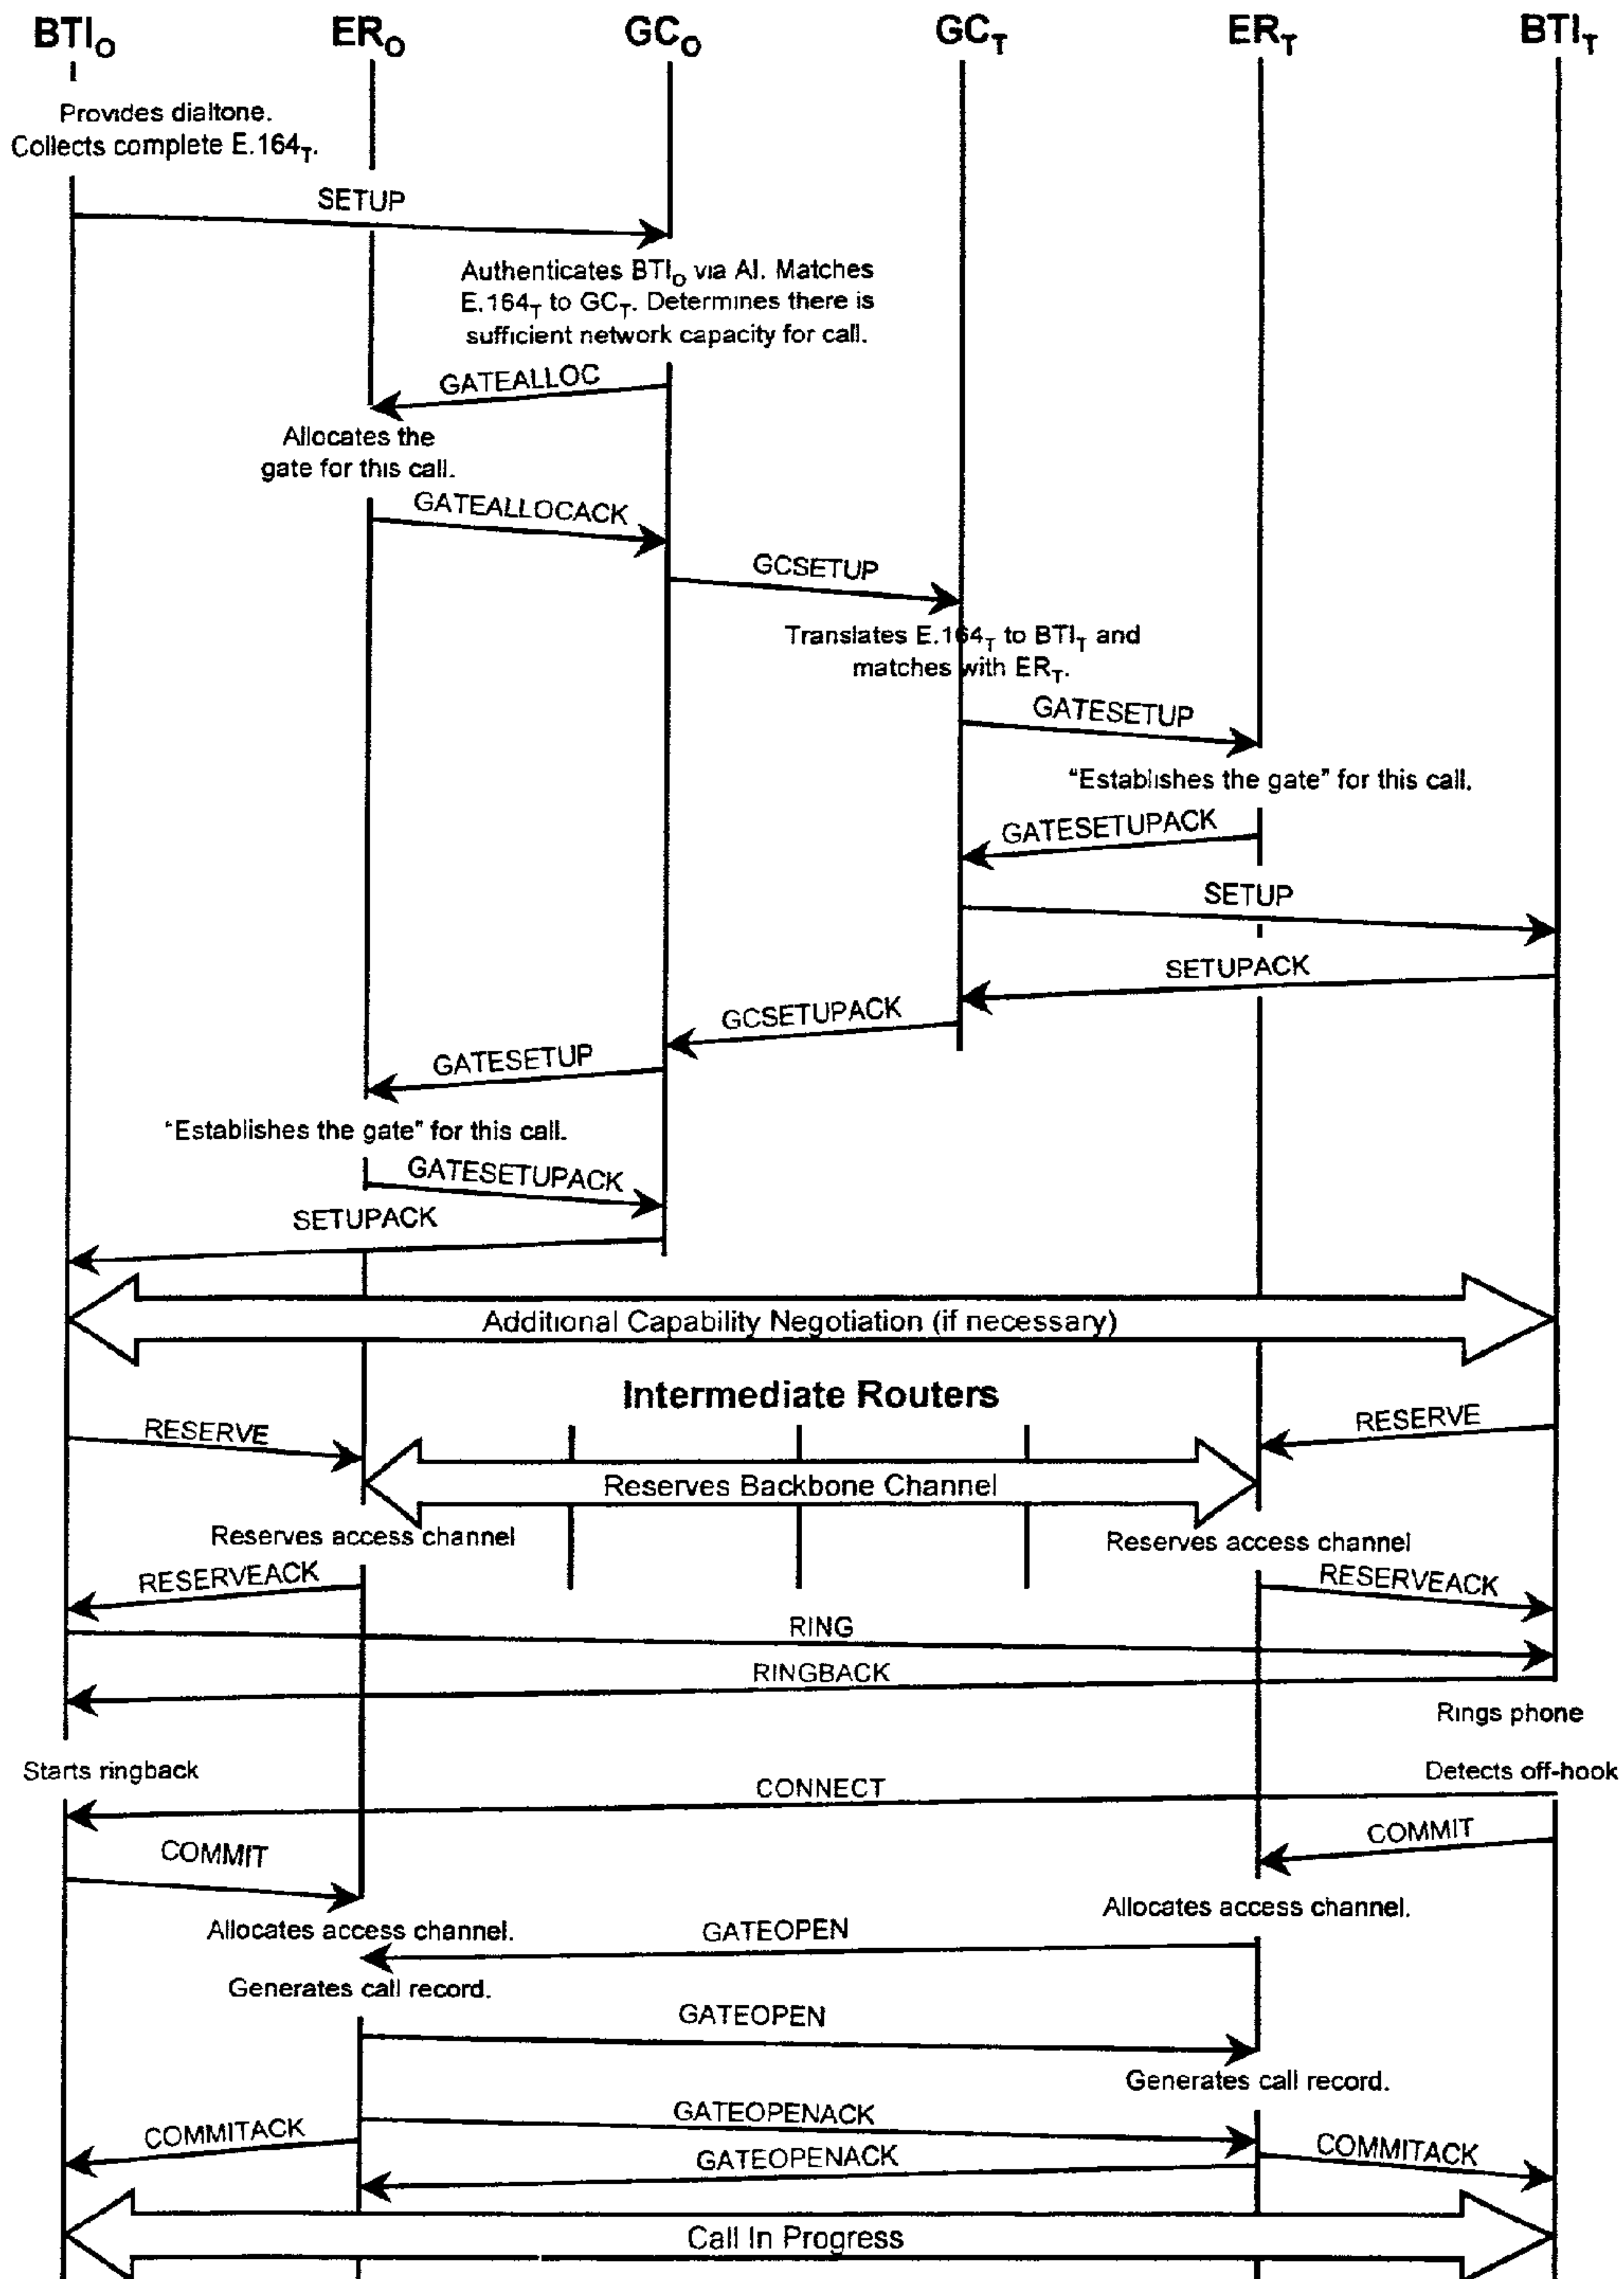 BTIO ERO GCO GCT ERT BTIT
Provides dialtone.
Collects complete E.164T.
SETUP
Authenticates BTIO via AI. Matches
E.164T to GCT. Determines there is
sufficient network capacity for call.
GATEALLOC
Allocates the
gate for this call.
GATEALLOCACK
GCSETUP
Translates E.164T to BTIT and
matches with ERT.
GATESETUP
"Establishes the gate" for this call.
GATESETUPACK
SETUP
SETUPACK
GCSETUPACK
GATESETUP
"Establishes the gate" for this call.
GATESETUPACK
SETUPACK
Additional Capability Negotiation (if necessary)
Intermediate Routers
RESERVE
RESERVE
Reserves Backbone Channel
Reserves access channel
Reserves access channel
RESERVEACK
RESERVEACK
RING
RINGBACK
Rings phone
Starts ringback
Detects off-hook
CONNECT
COMMIT
COMMIT
Allocates access channel.
Allocates access channel.
GATEOPEN
Generates call record.
GATEOPEN
Generates call record.
GATEOPENACK
COMMITACK
COMMITACK
GATEOPENACK
Call In Progress